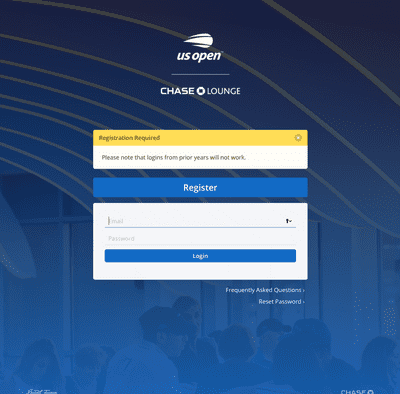 us open
CHASE LOUNGE
Registration Required
Please note that logins from prior years will not work.
Register
Email
Password
Login
Frequently Asked Questions ›
Reset Password ›
CHASE